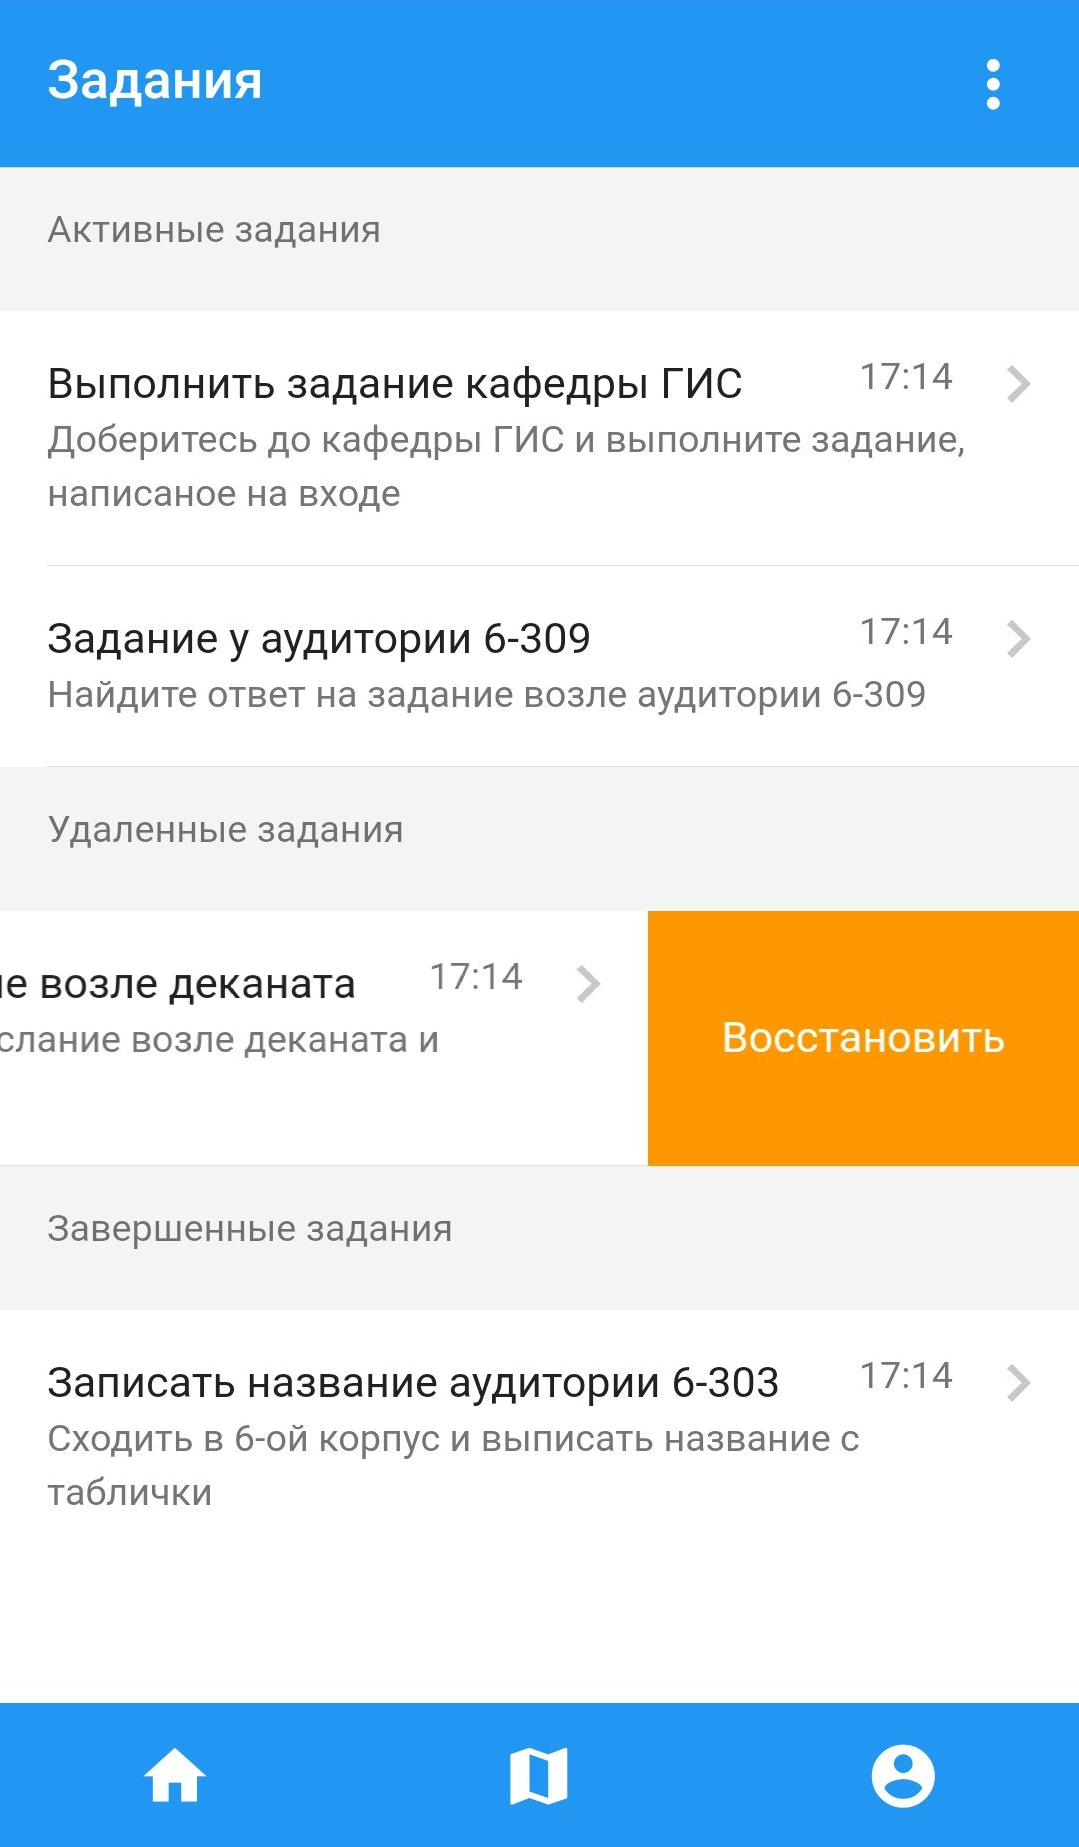 Задания
Активные задания
Выполнить задание кафедры ГИС 17:14
Доберитесь до кафедры ГИС и выполните задание,
написаное на входе
Задание у аудитории 6-309 17:14
Найдите ответ на задание возле аудитории 6-309
Удаленные задания
возле деканата 17:14
возле деканата и
Восстановить
Завершенные задания
Записать название аудитории 6-303 17:14
Сходить в 6-ой корпус и выписать название с
таблички